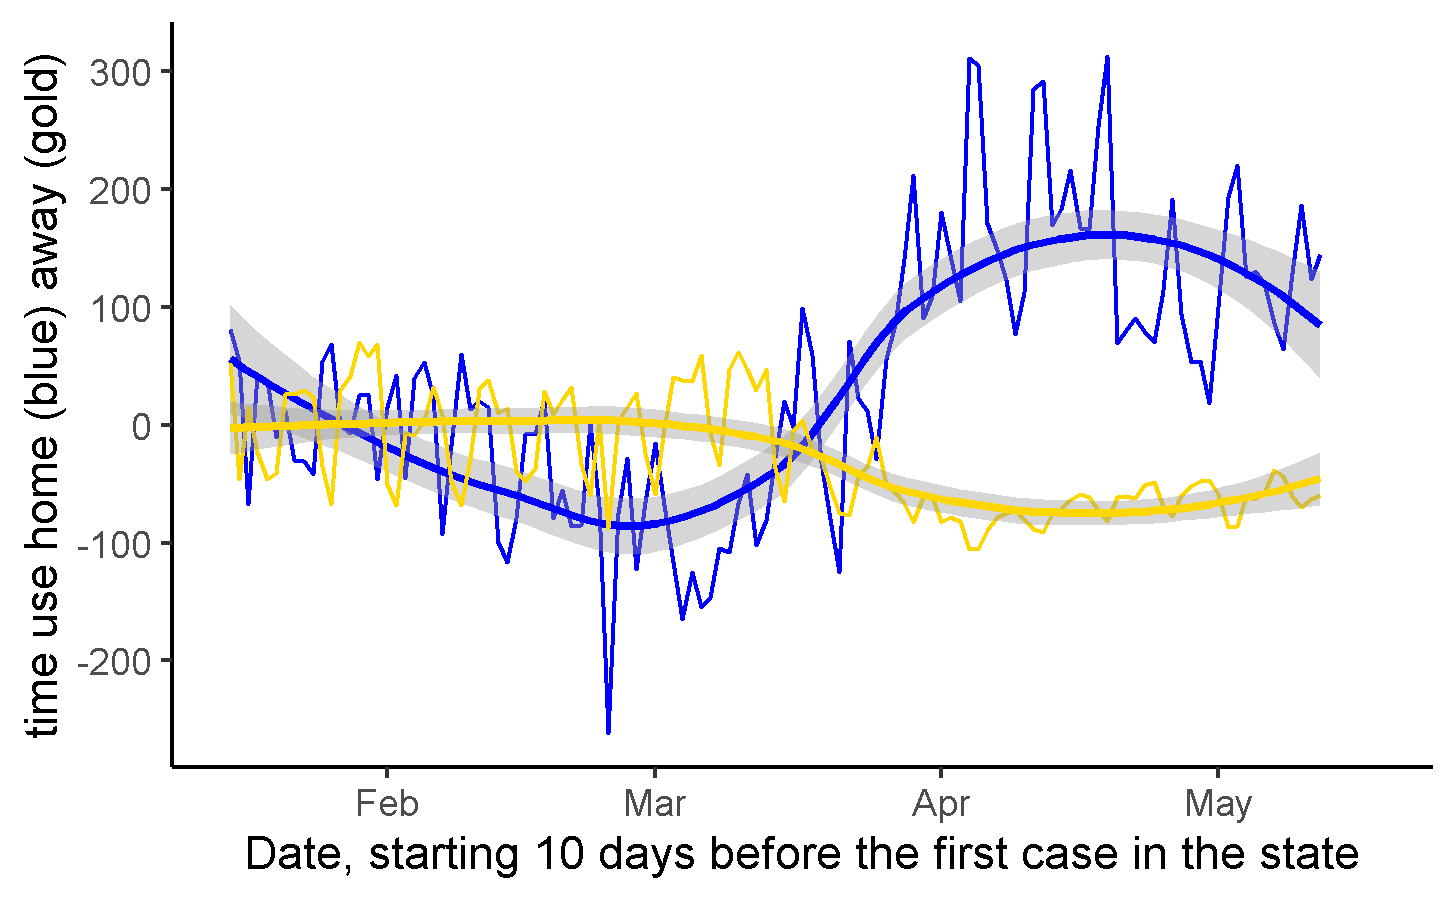 time use home (blue) away (gold)
300
200
100
0
-100
-200
Feb
Mar
Apr
May
Date, starting 10 days before the first case in the state